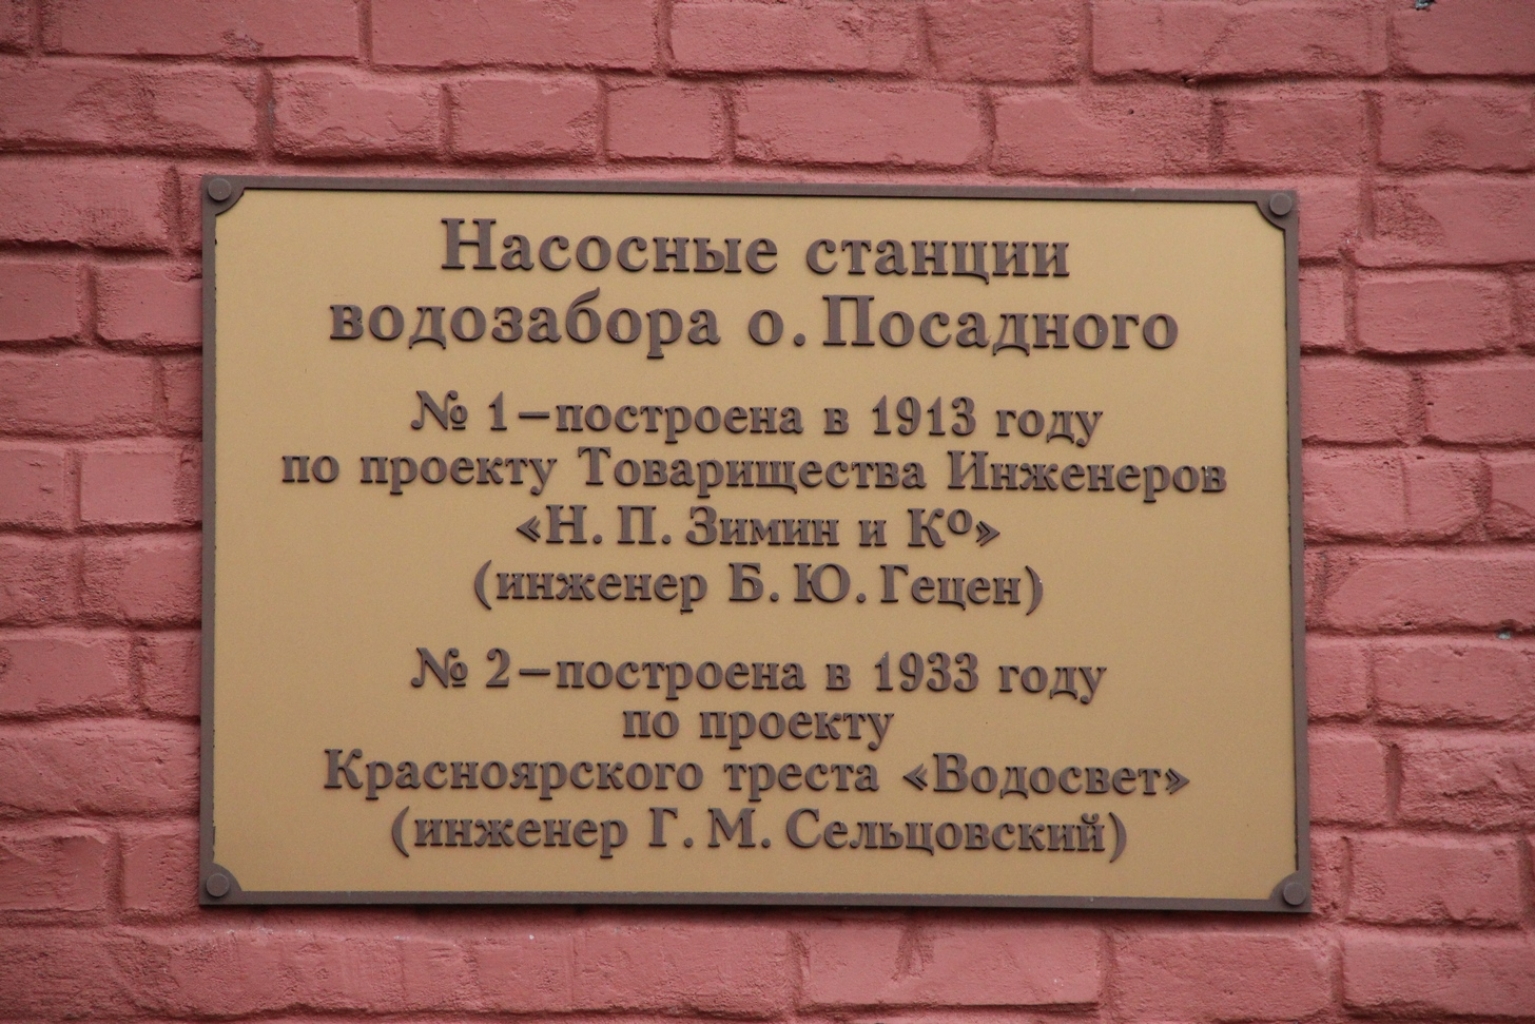 Насосные станции
водозабора о. Посадного
№ 1 – построена в 1913 году
по проекту Товарищества Инженеров
«Н. П. Зимин и Kº»
(инженер Б. Ю. Гецен)
№ 2 – построена в 1933 году
по проекту
Красноярского треста «Водосвет»
(инженер Г. М. Сельцовский)